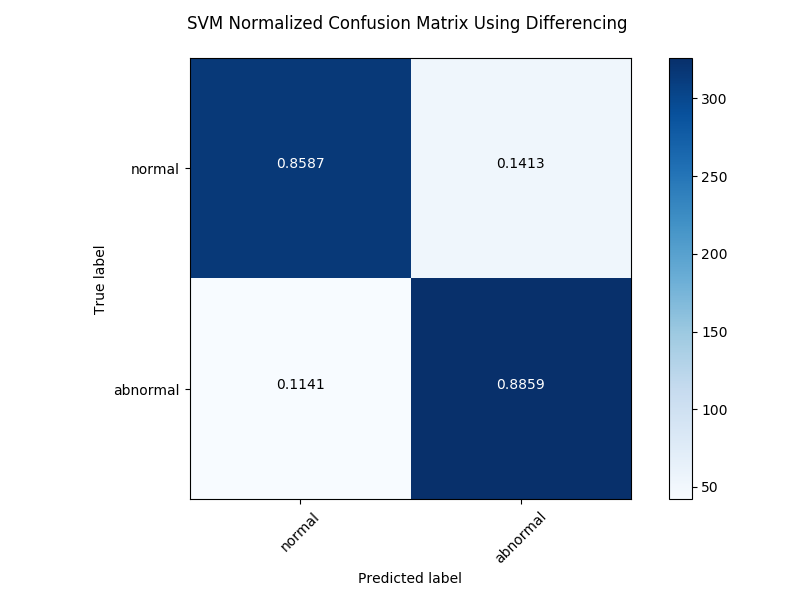 SVM Normalized Confusion Matrix Using Differencing
True label
normal
0.8587
0.1413
abnormal
0.1141
0.8859
normal
abnormal
Predicted label
300
250
200
150
100
50